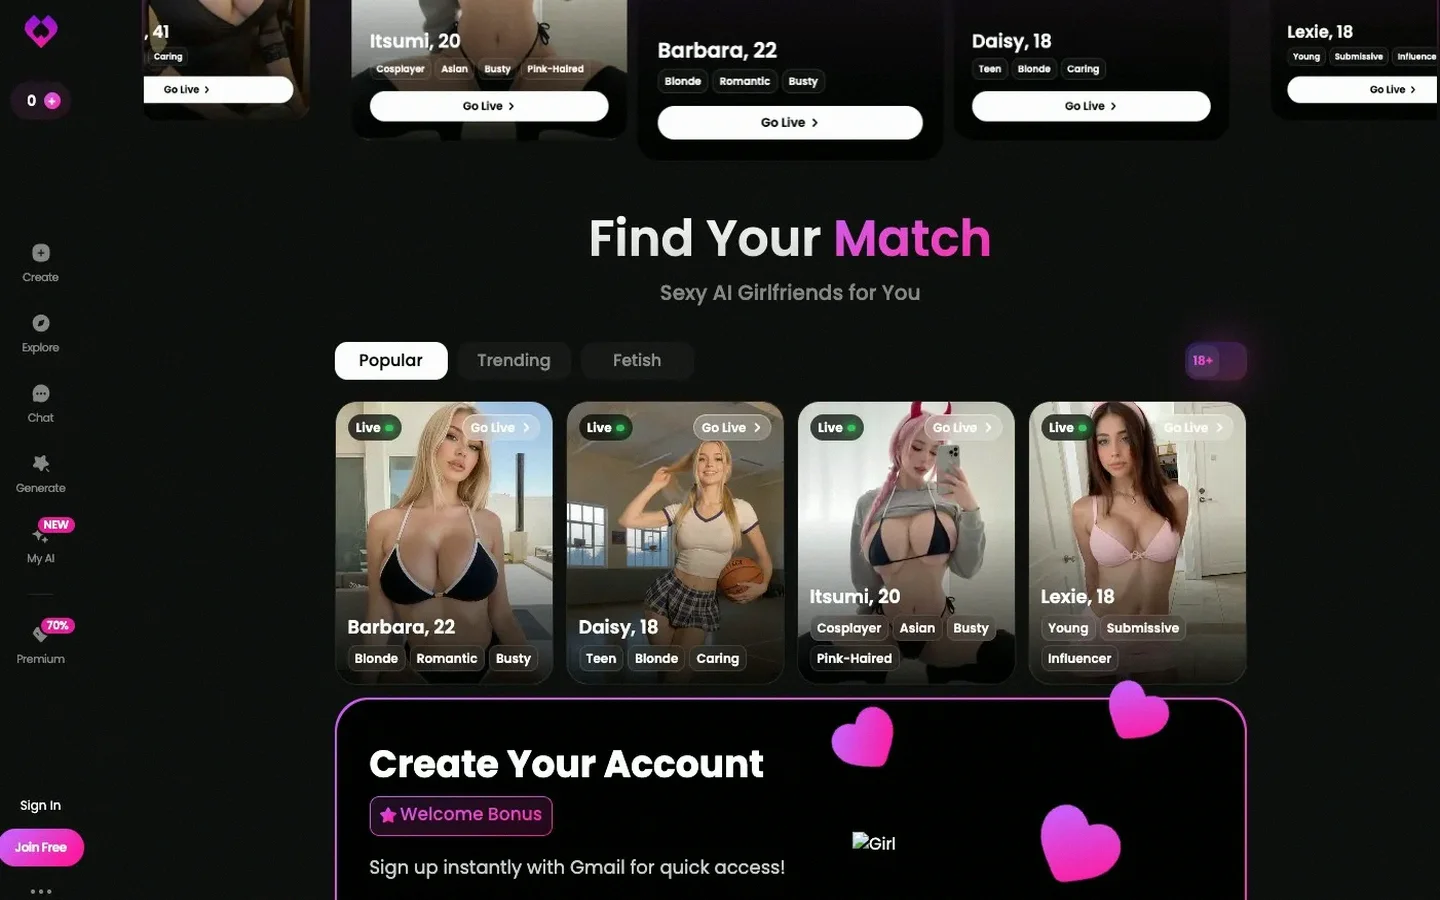 , 41
Caring
Go Live >
Itsumi, 20
Cosplayer Asian Busty Pink-Haired
Go Live >
Barbara, 22
Blonde Romantic Busty
Go Live >
Daisy, 18
Teen Blonde Caring
Go Live >
Lexie, 18
Young Submissive Influence
Go Live >
0
Create
Explore
Chat
Generate
NEW
My AI
70%
Premium
Sign In
Join Free
Find Your Match
Sexy AI Girlfriends for You
Popular Trending Fetish
18+
Live Go Live >
Barbara, 22
Blonde Romantic Busty
Live Go Live >
Daisy, 18
Teen Blonde Caring
Live Go Live >
Itsumi, 20
Cosplayer Asian Busty
Pink-Haired
Live Go Live >
Lexie, 18
Young Submissive
Influencer
Create Your Account
Welcome Bonus
Sign up instantly with Gmail for quick access!
Girl